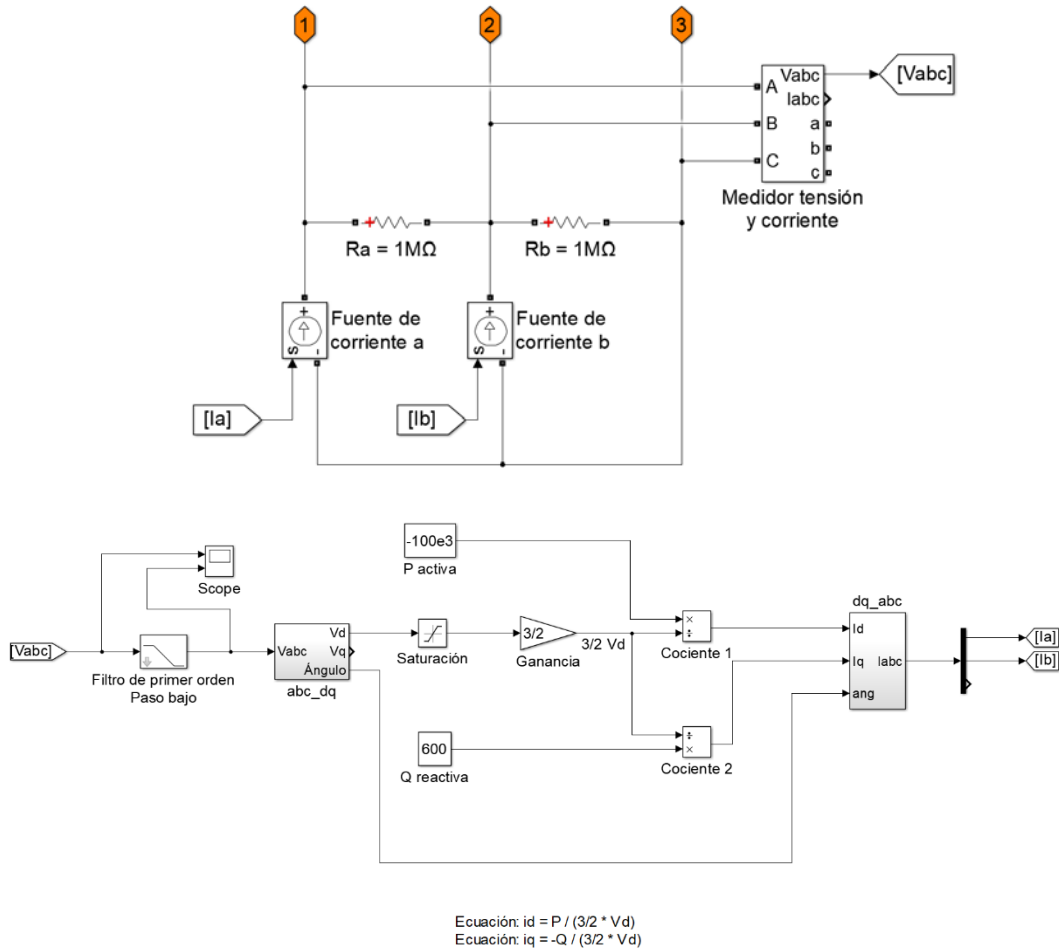 1
2
3
Vabc
[Vabc]
A
Iabc
B
a
b
C
c
Medidor tensión
y corriente
Ra = 1MΩ
Rb = 1MΩ
+
Fuente de
corriente a
s
-
+
Fuente de
corriente b
s
-
[Ia]
[Ib]
-100e3
P activa
Scope
dq_abc
[Vabc]
Filtro de primer orden
Paso bajo
Vabc
Vd
Vq
Ángulo
abc_dq
Saturación
3/2
Ganancia
3/2 Vd
×
÷
Cociente 1
Id
Iq
Iabc
ang
[Ia]
[Ib]
600
Q reactiva
÷
×
Cociente 2
Ecuación: id = P / (3/2 * Vd)
Ecuación: iq = -Q / (3/2 * Vd)